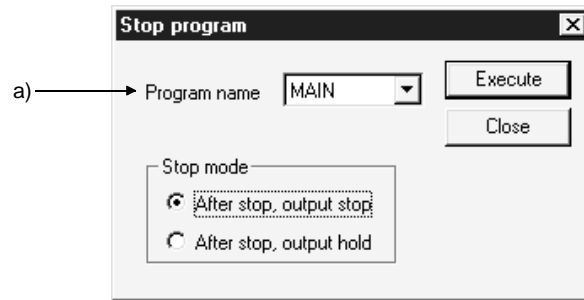 Stop program
a)
Program name MAIN
Execute
Close
Stop mode
After stop, output stop
After stop, output hold